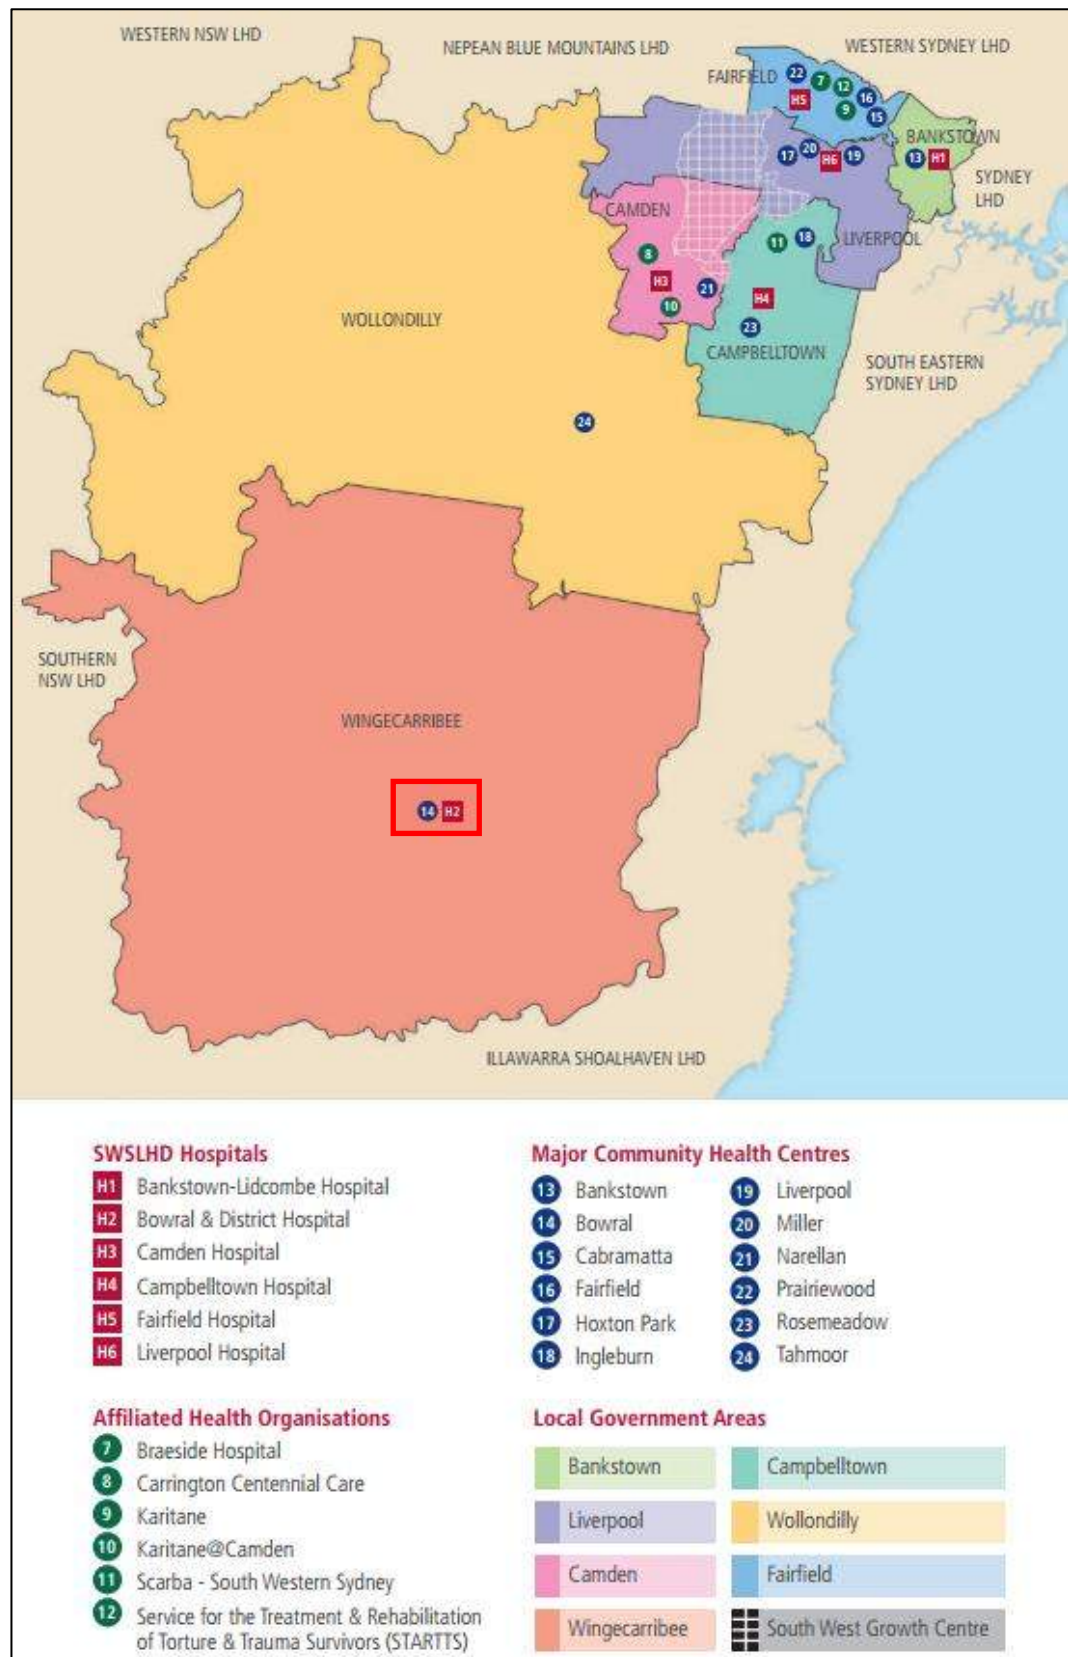 WESTERN NSW LHD
NEPEAN BLUE MOUNTAINS LHD
WESTERN SYDNEY LHD
FAIRFIELD
22
7
12
16
H5
9
15
BANKSTOWN
17
20
H6
19
13
H1
SYDNEY
LHD
CAMDEN
11
18
LIVERPOOL
8
H3
21
H4
10
23
WOLLONDILLY
CAMPBELLTOWN
SOUTH EASTERN
SYDNEY LHD
24
SOUTHERN
NSW LHD
WINGECARRIBEE
14
H2
ILLAWARRA SHOALHAVEN LHD
SWSLHD Hospitals
H1 Bankstown-Lidcombe Hospital
H2 Bowral & District Hospital
H3 Camden Hospital
H4 Campbelltown Hospital
H5 Fairfield Hospital
H6 Liverpool Hospital
Major Community Health Centres
13 Bankstown
14 Bowral
15 Cabramatta
16 Fairfield
17 Hoxton Park
18 Ingleburn
19 Liverpool
20 Miller
21 Narellan
22 Prairiewood
23 Rosemeadow
24 Tahmoor
Affiliated Health Organisations
7 Braeside Hospital
8 Carrington Centennial Care
9 Karitane
10 Karitane@Camden
11 Scarba - South Western Sydney
12 Service for the Treatment & Rehabilitation
of Torture & Trauma Survivors (STARTTS)
Local Government Areas
Bankstown
Liverpool
Camden
Wingecarribee
Campbelltown
Wollondilly
Fairfield
South West Growth Centre